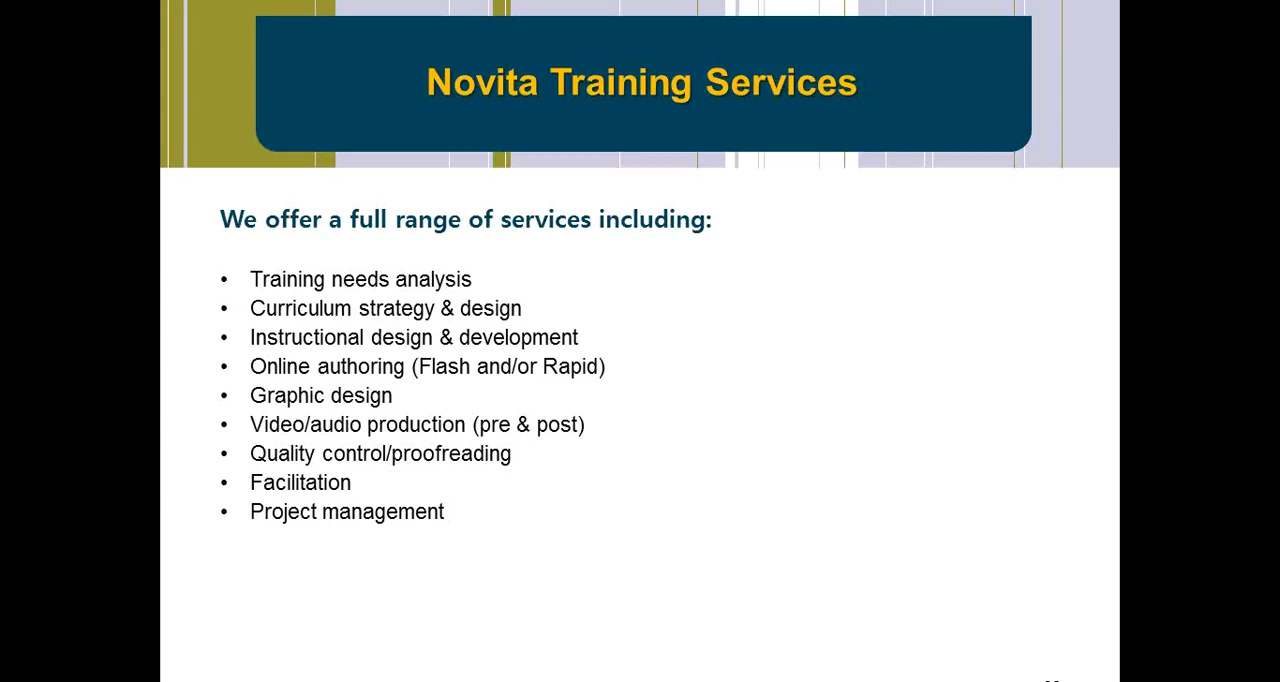 Novita Training Services
We offer a full range of services including:
• Training needs analysis
• Curriculum strategy & design
• Instructional design & development
• Online authoring (Flash and/or Rapid)
• Graphic design
• Video/audio production (pre & post)
• Quality control/proofreading
• Facilitation
• Project management